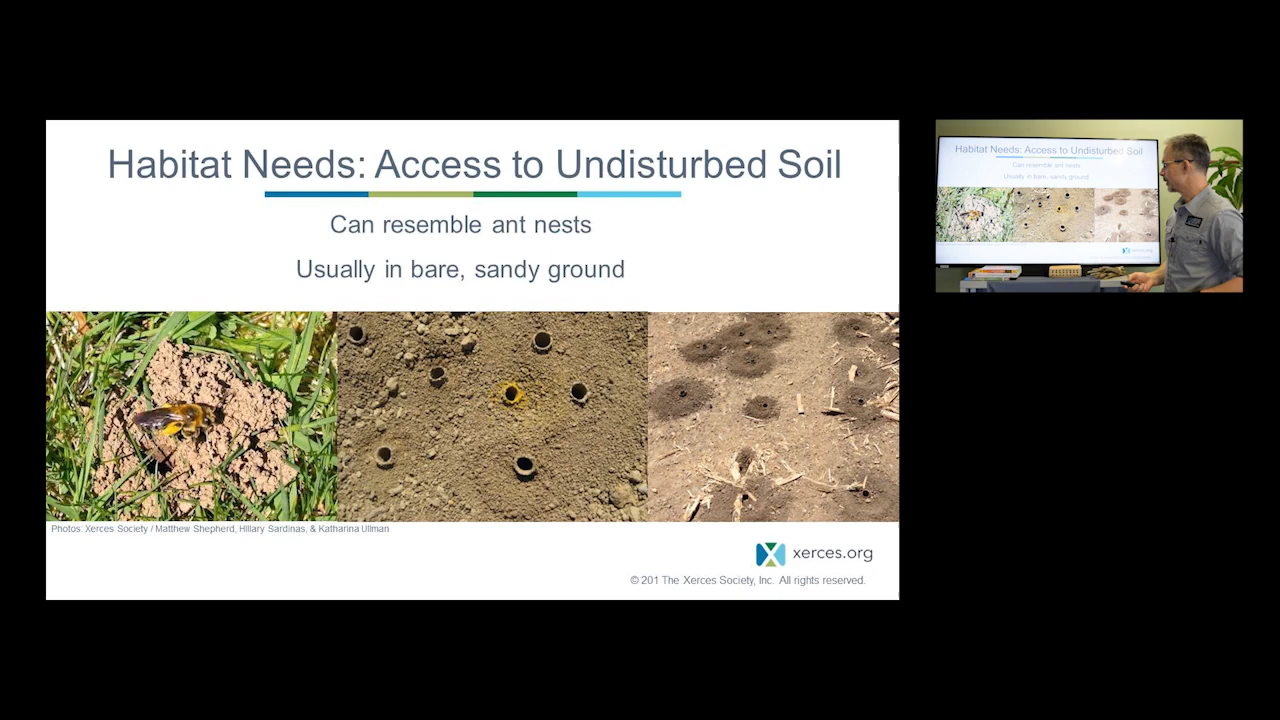 Habitat Needs: Access to Undisturbed Soil
Can resemble ant nests
Usually in bare, sandy ground
Photos: Xerces Society / Matthew Shepherd, Hillary Sardinas, & Katharina Ullman
xerces.org
© 201 The Xerces Society, Inc. All rights reserved.
Habitat Needs: Access to Undisturbed Soil
Can resemble ant nests
Usually in bare, sandy ground
xerces.org